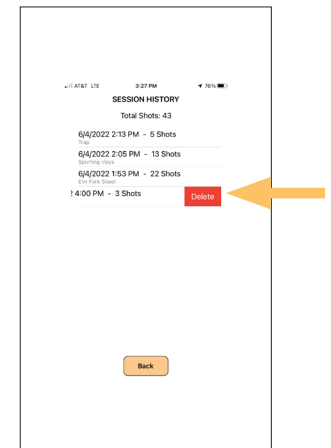 AT&T LTE 3:27 PM 76%
SESSION HISTORY
Total Shots: 43
6/4/2022 2:13 PM - 5 Shots
Trap
6/4/2022 2:05 PM - 13 Shots
Sporting clays
6/4/2022 1:53 PM - 22 Shots
Elm Fork Skeet
4:00 PM - 3 Shots Delete
Back